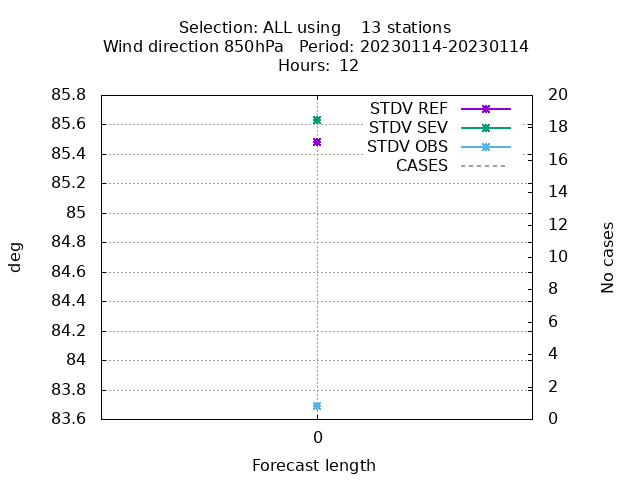 Selection: ALL using    13 stations
Wind direction 850hPa   Period: 20230114-20230114
Hours:  12
85.8
85.6
85.4
85.2
85
84.8
84.6
84.4
84.2
84
83.8
83.6
deg
STDV REF
STDV SEV
STDV OBS
CASES
20
18
16
14
12
10
8
6
4
2
0
No cases
0
Forecast length